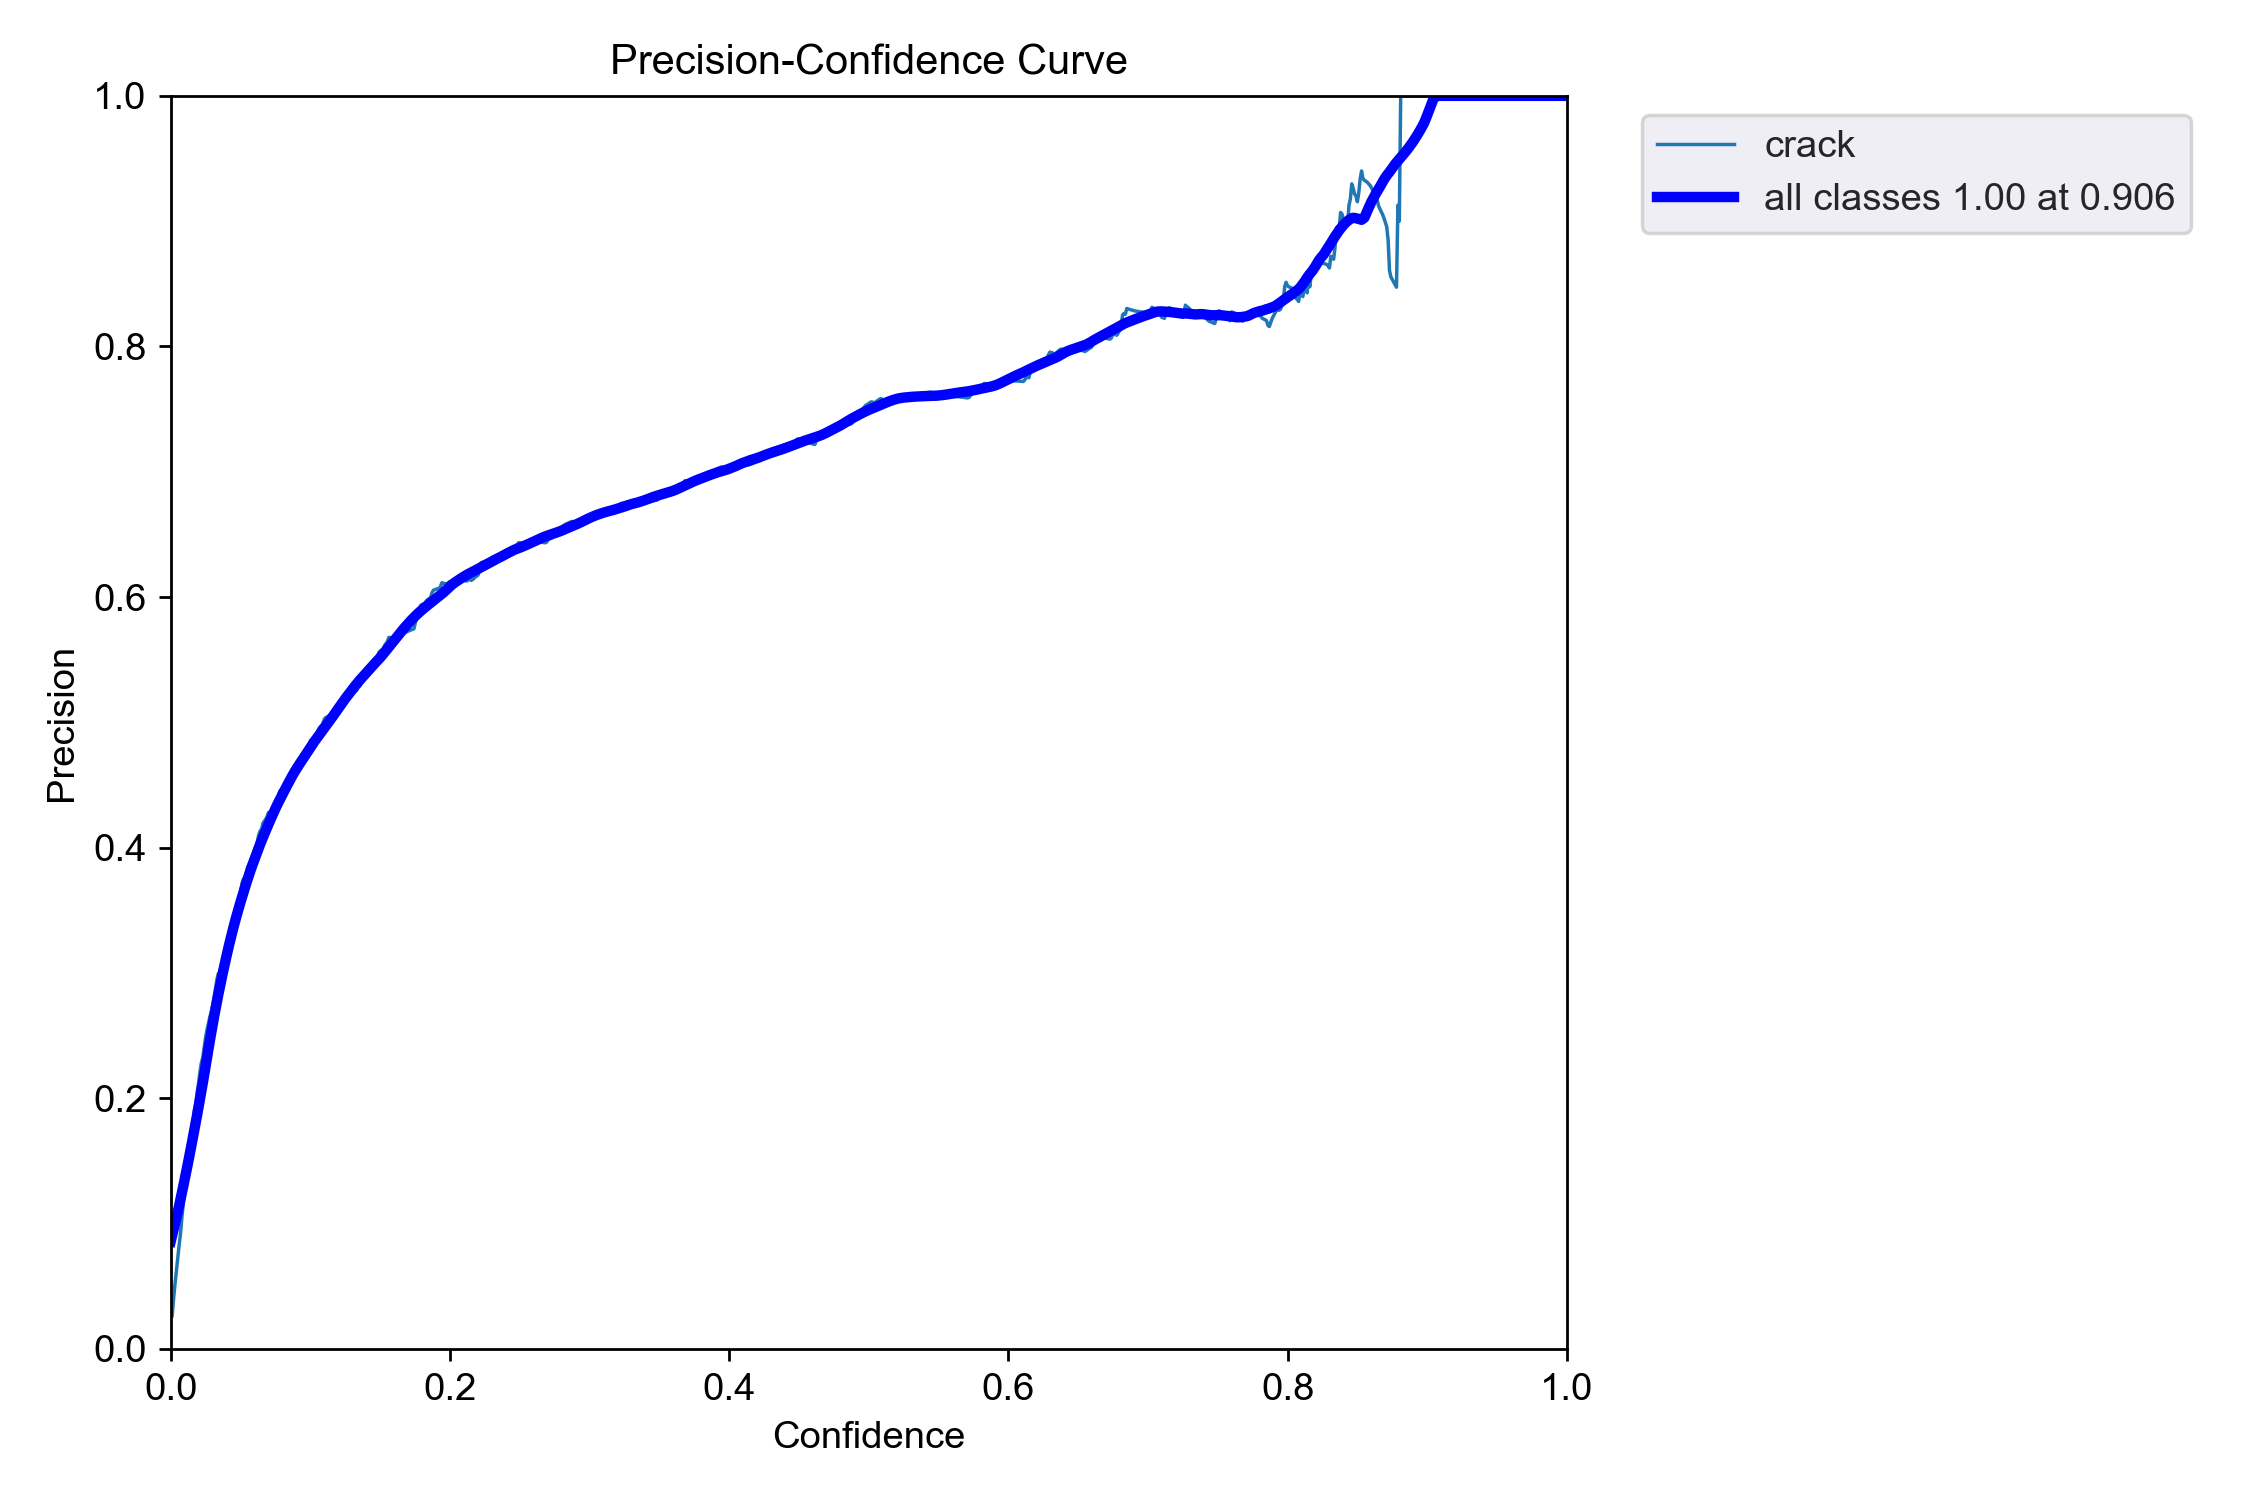 Precision-Confidence Curve
crack
all classes 1.00 at 0.906
1.0
0.8
0.6
0.4
0.2
0.0
Precision
0.0 0.2 0.4 0.6 0.8 1.0
Confidence